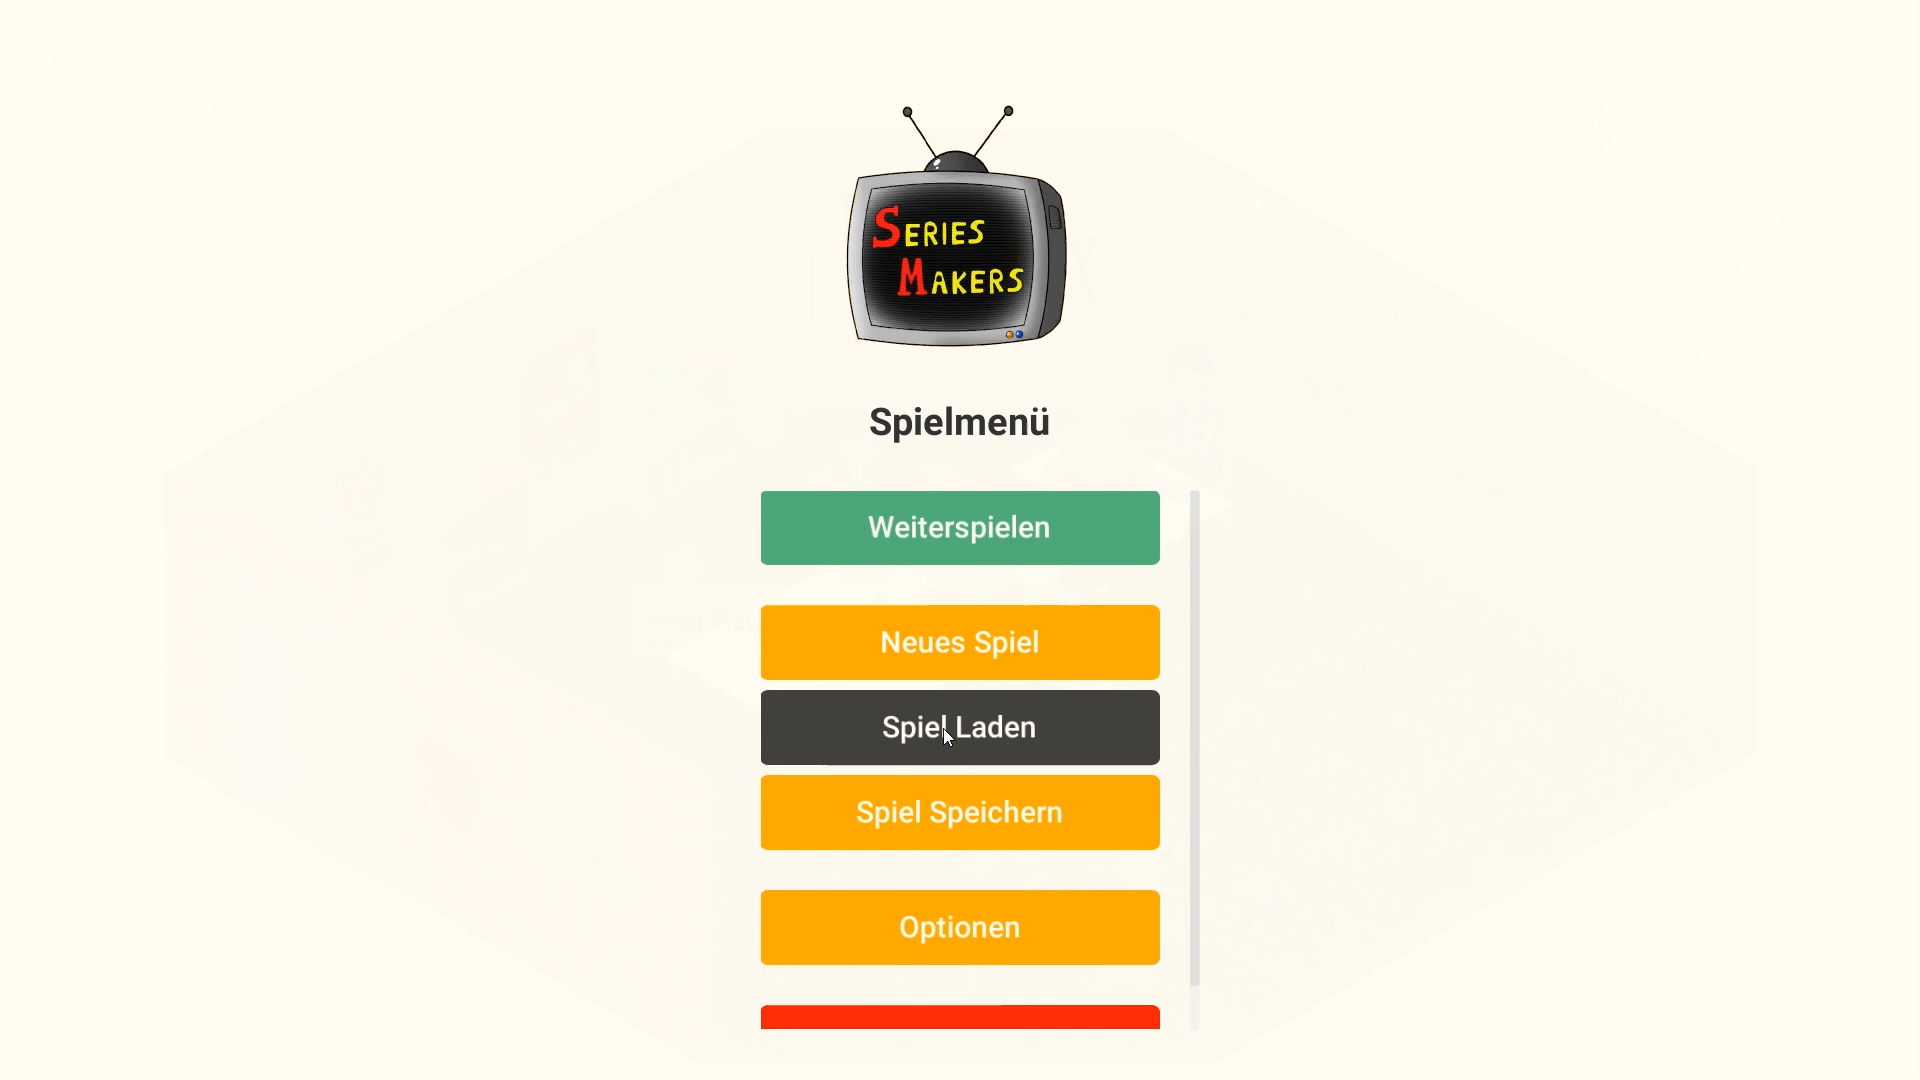 SERIES
MAKERS
Spielmenü
Weiterspielen
Neues Spiel
Spiel Laden
Spiel Speichern
Optionen